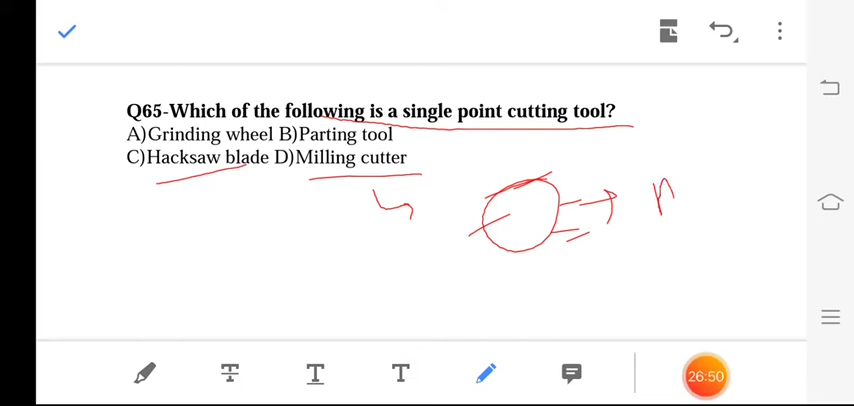 Q65-Which of the following is a single point cutting tool?
A)Grinding wheel B)Parting tool
C)Hacksaw blade D)Milling cutter
T T T
26:50